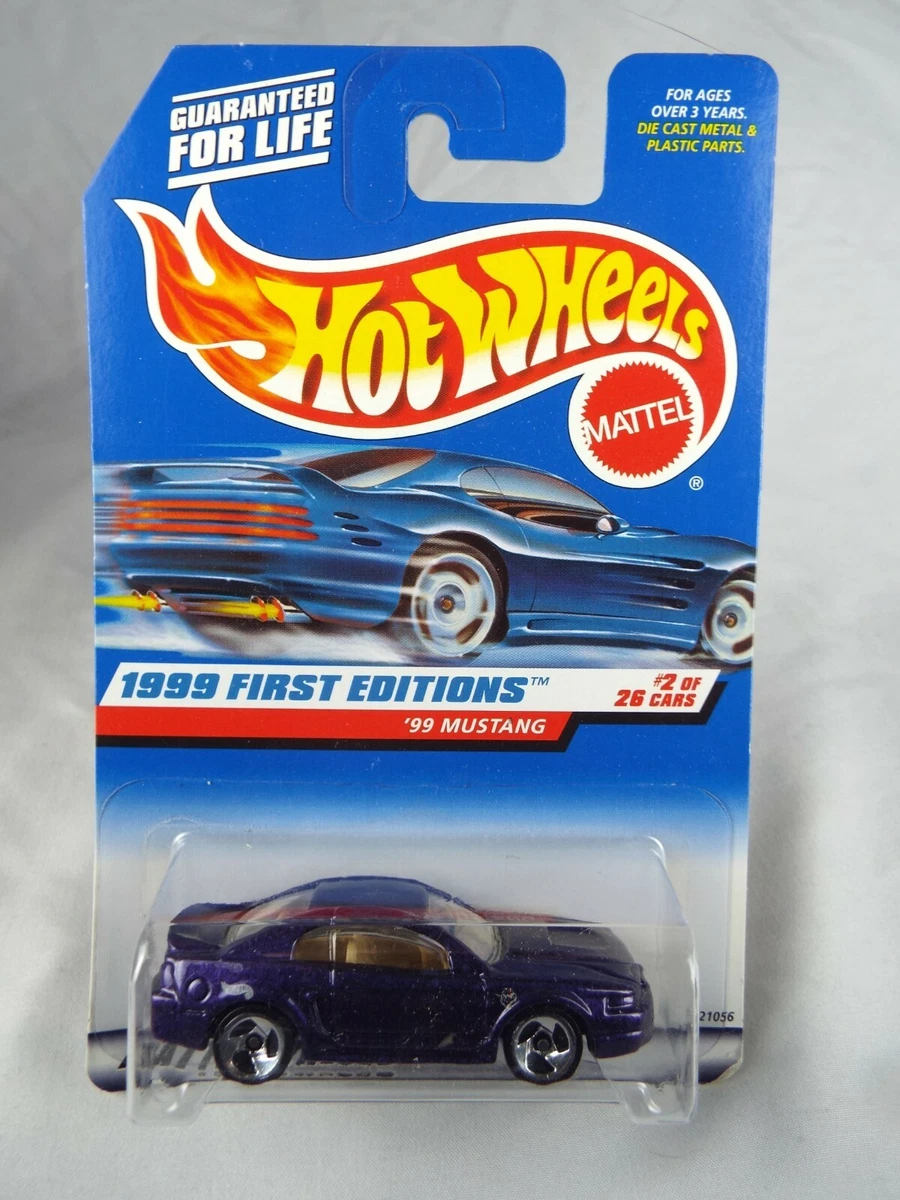 GUARANTEED
FOR LIFE
FOR AGES
OVER 3 YEARS.
DIE CAST METAL &
PLASTIC PARTS.
HOT WHEELS
MATTEL
®
1999 FIRST EDITIONS™
#2 OF
26 CARS
'99 MUSTANG
21056